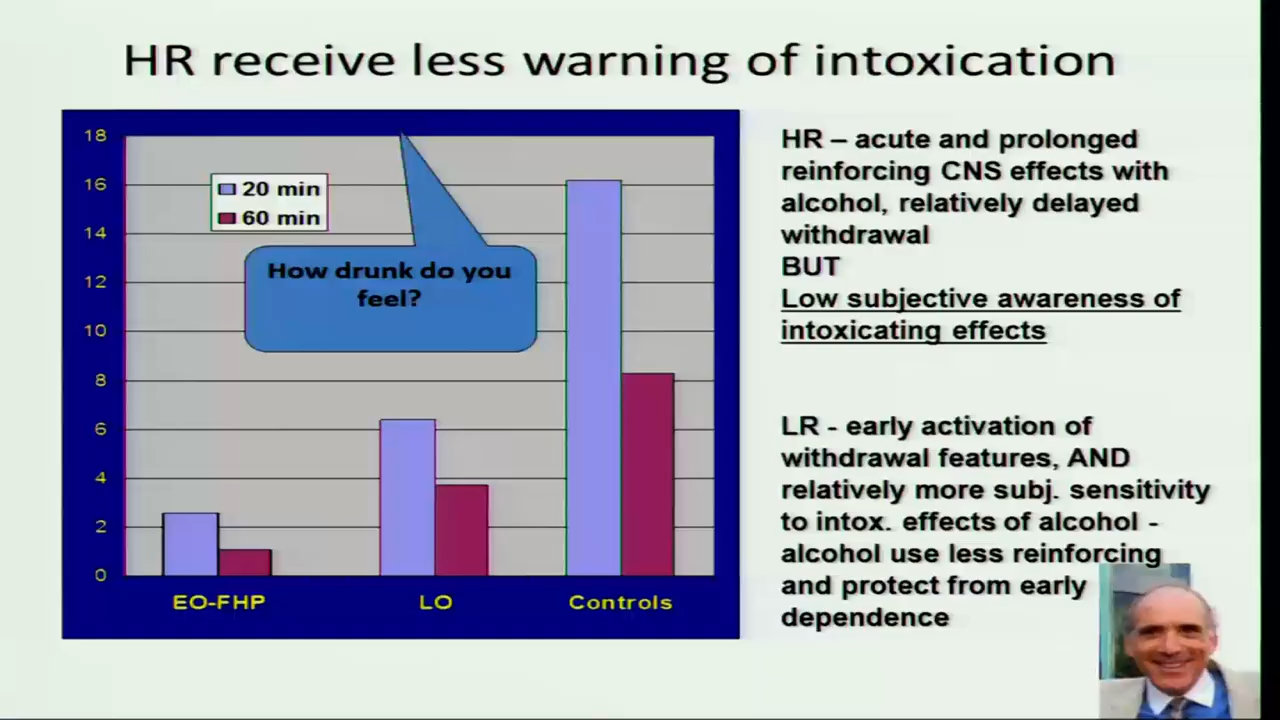 HR receive less warning of intoxication
18
16
14
12
10
8
6
4
2
0
20 min
60 min
How drunk do you
feel?
EO-FHP
LO
Controls
HR – acute and prolonged
reinforcing CNS effects with
alcohol, relatively delayed
withdrawal
BUT
Low subjective awareness of
intoxicating effects
LR - early activation of
withdrawal features, AND
relatively more subj. sensitivity
to intox. effects of alcohol -
alcohol use less reinforcing
and protect from early
dependence